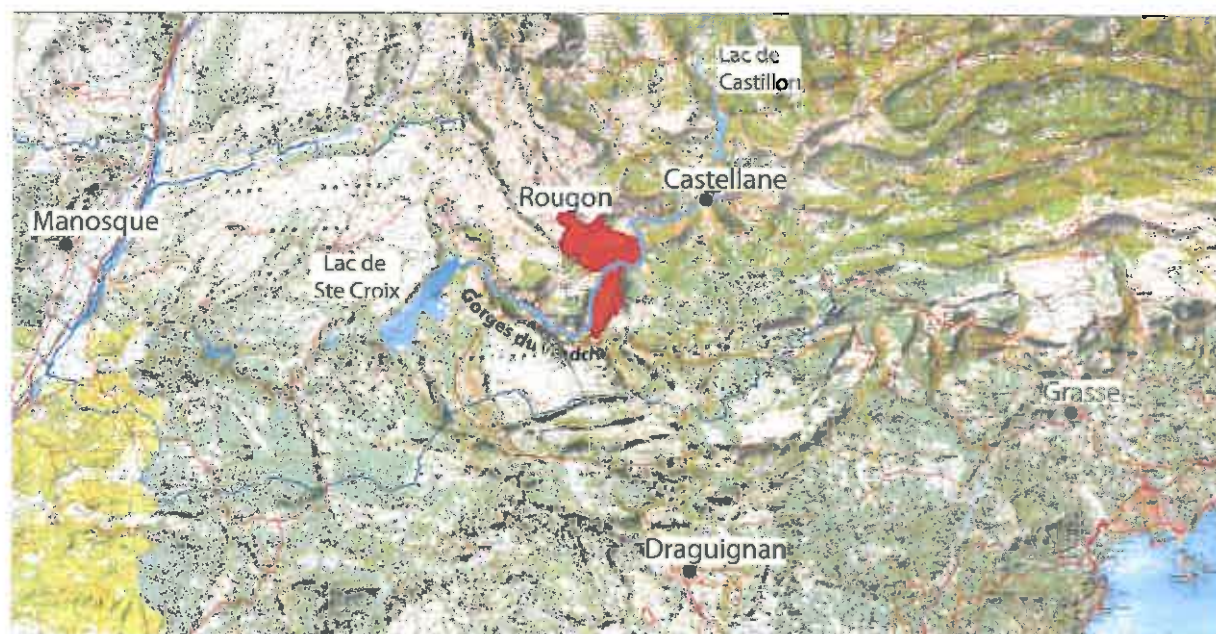 Lac de
Castillon
Castellane
Rougon
Manosque
Lac de
Ste Croix
Gorges du
Grasse
Draguignan